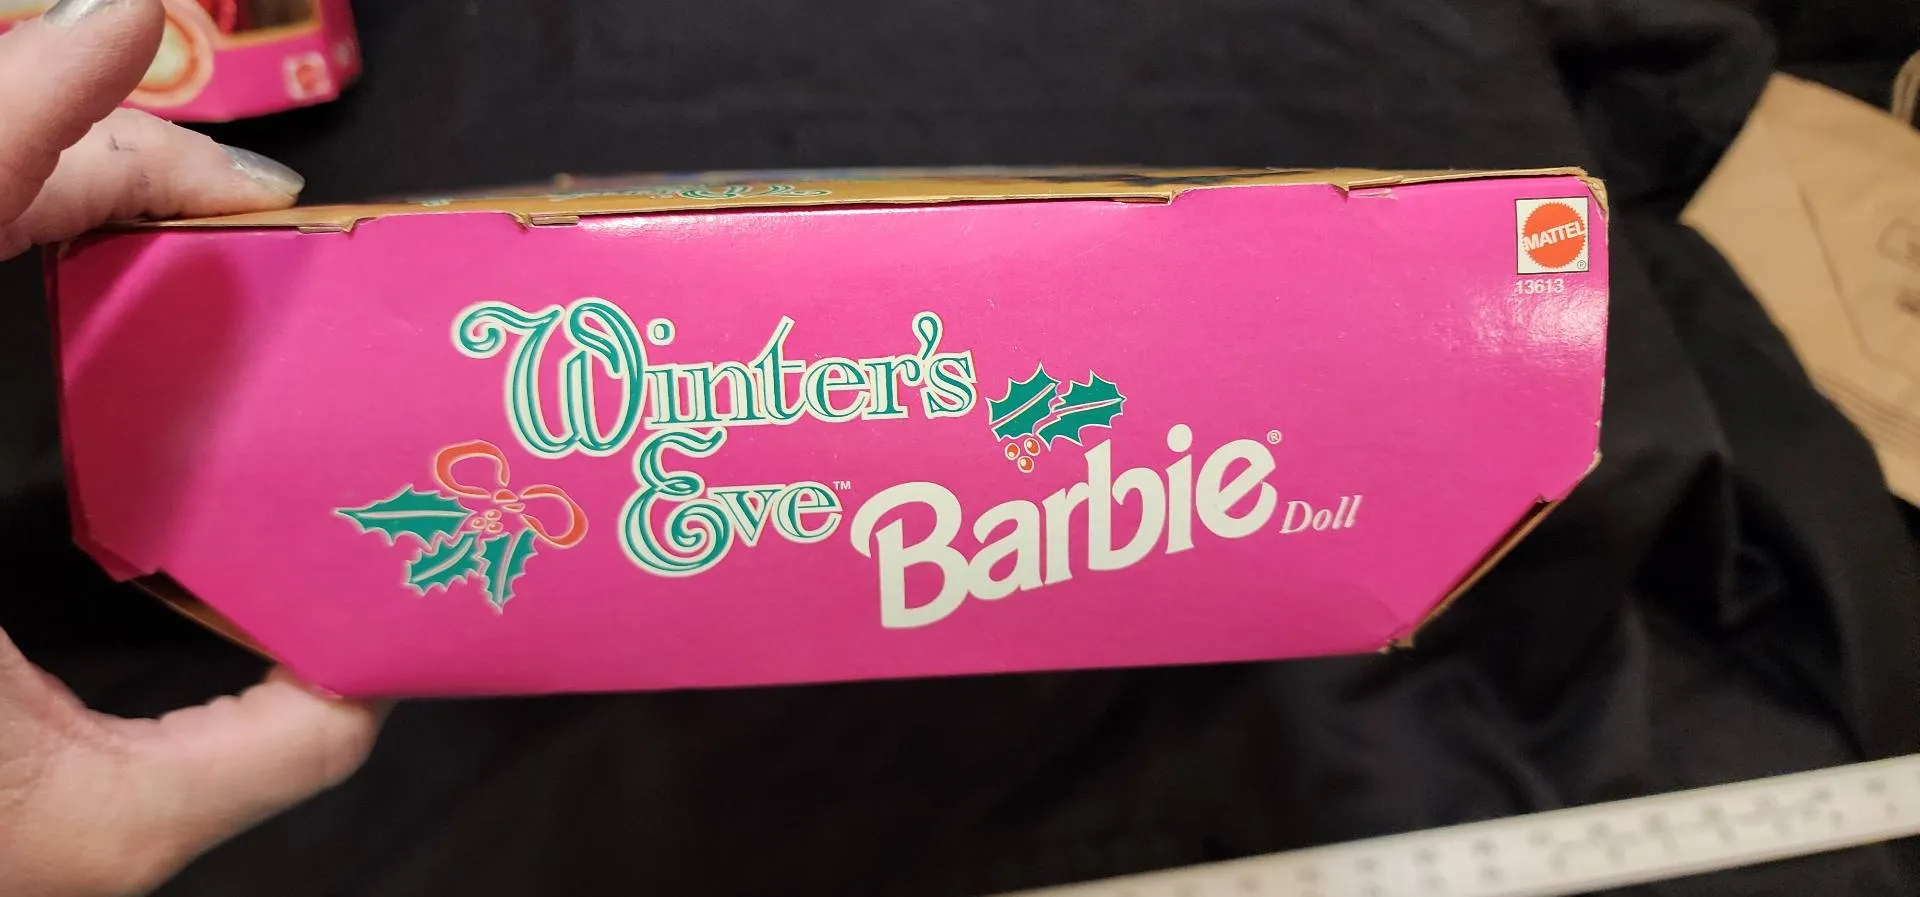 MATTEL
13613
Winter's
Eve™ Barbie® Doll